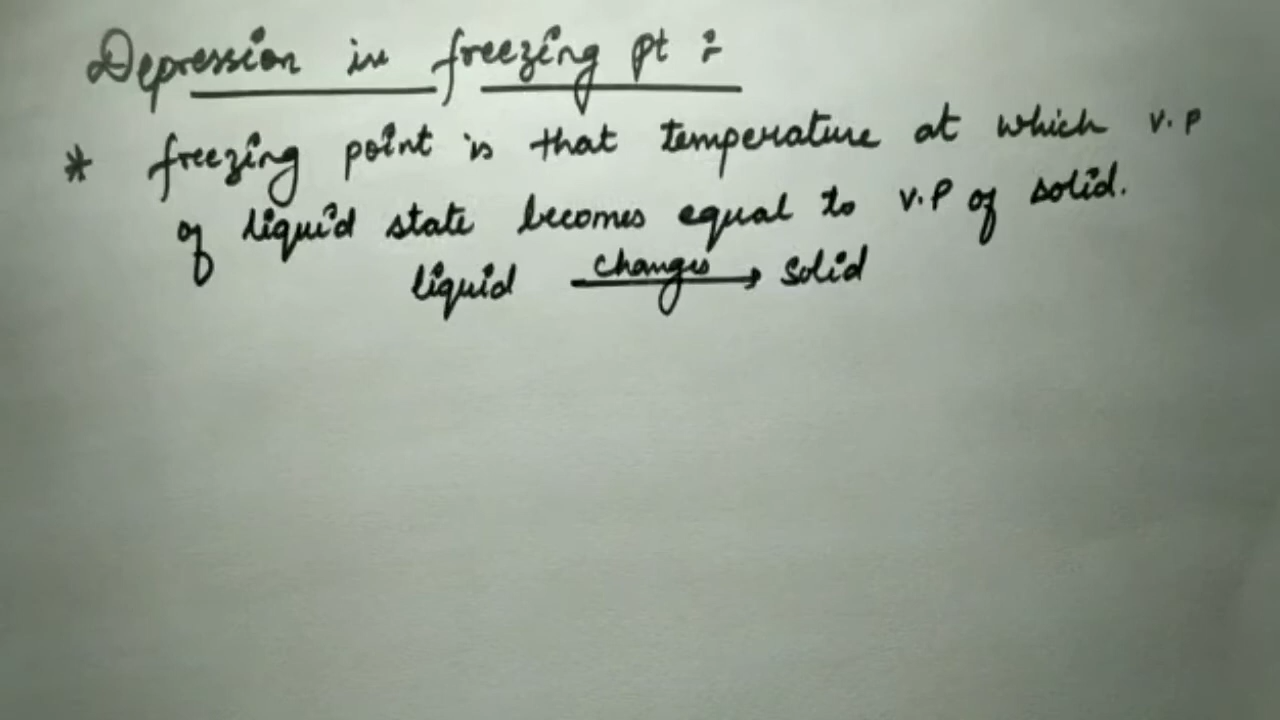 Depression in freezing pt :-
* freezing point is that temperature at which v.p
of liquid state becomes equal to v.p of solid.
liquid changes → solid